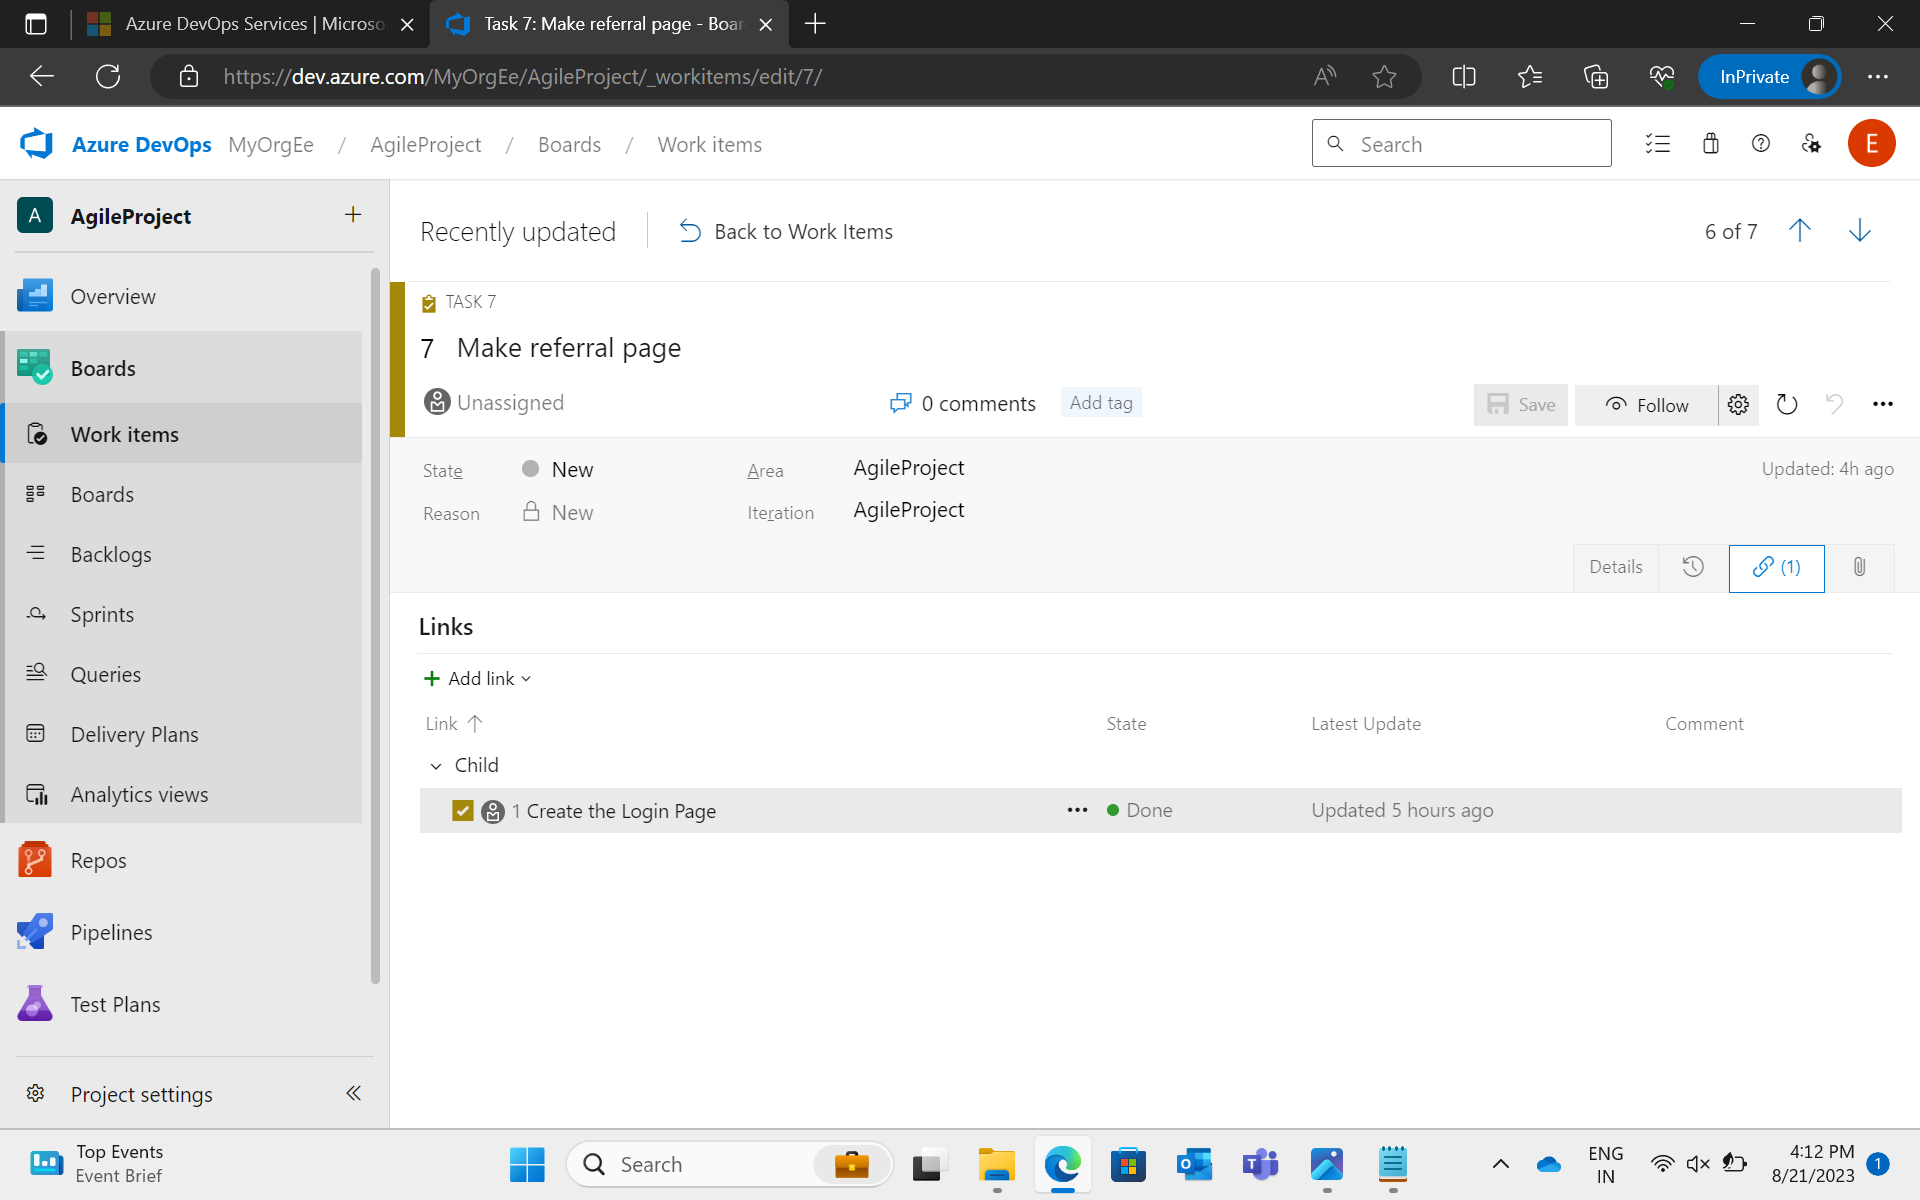 Azure DevOps Services | Microso
Task 7: Make referral page - Boar
https://dev.azure.com/MyOrgEe/AgileProject/_workitems/edit/7/
InPrivate
Azure DevOps MyOrgEe / AgileProject / Boards / Work items
Search
E
A AgileProject
Overview
Boards
Work items
Boards
Backlogs
Sprints
Queries
Delivery Plans
Analytics views
Repos
Pipelines
Test Plans
Project settings
Recently updated
Back to Work Items
6 of 7
TASK 7
7 Make referral page
Unassigned
0 comments
Add tag
Save
Follow
State New
Area AgileProject
Updated: 4h ago
Reason New
Iteration AgileProject
Details
(1)
Links
Add link
Link State Latest Update Comment
Child
1 Create the Login Page Done Updated 5 hours ago
Top Events
Event Brief
Search
ENG
IN
4:12 PM
8/21/2023
1